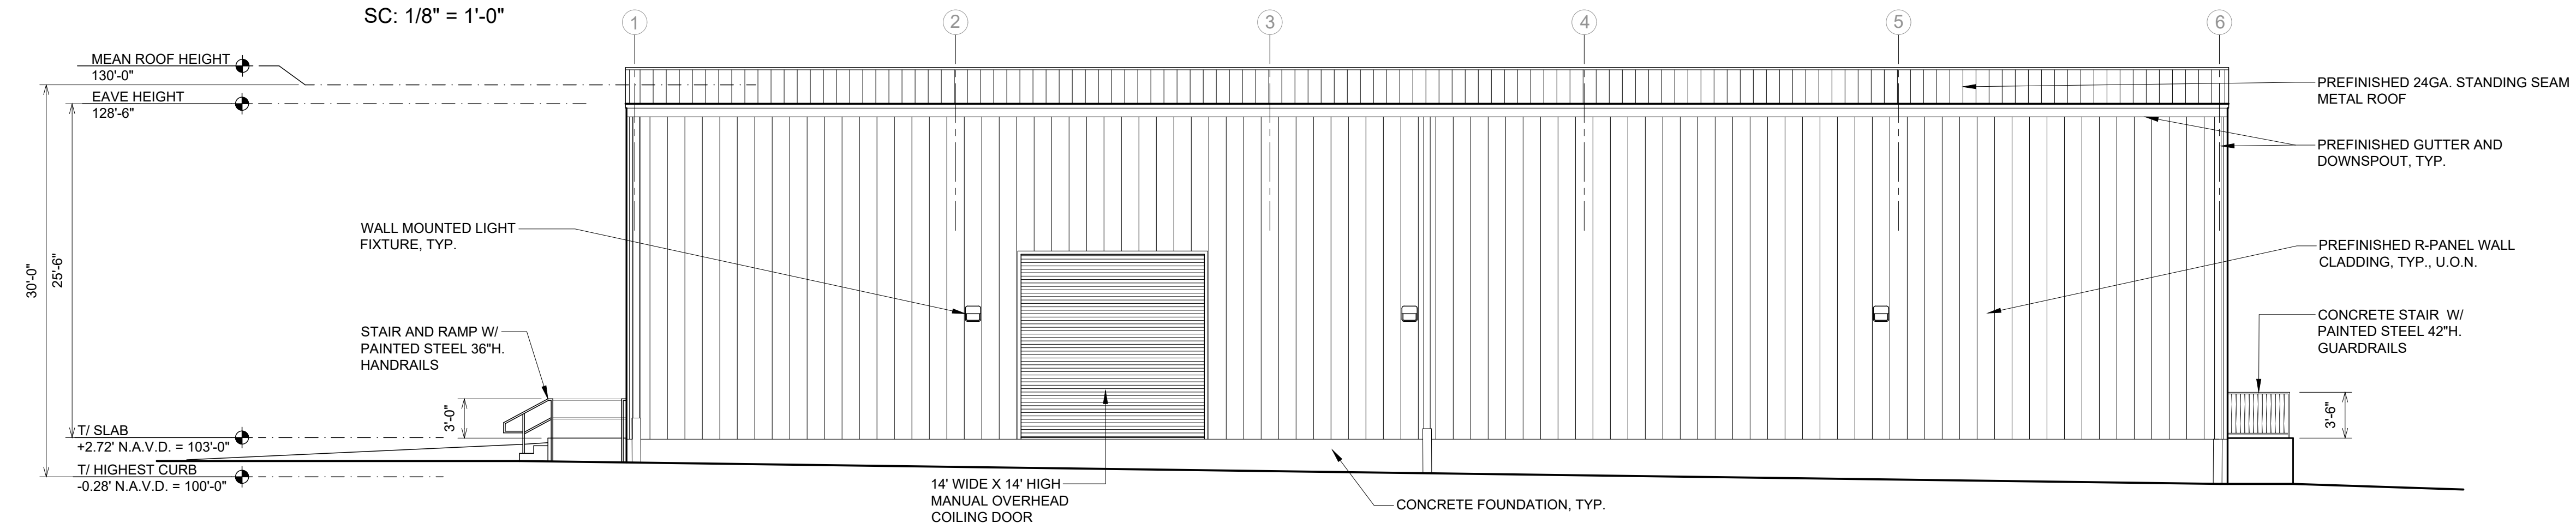 SC: 1/8" = 1'-0"
1
2
3
4
5
6
MEAN ROOF HEIGHT
130'-0"
EAVE HEIGHT
128'-6"
30'-0"
25'-6"
T/ SLAB
+2.72' N.A.V.D. = 103'-0"
T/ HIGHEST CURB
-0.28' N.A.V.D. = 100'-0"
WALL MOUNTED LIGHT
FIXTURE, TYP.
STAIR AND RAMP W/
PAINTED STEEL 36"H.
HANDRAILS
3'-0"
14' WIDE X 14' HIGH
MANUAL OVERHEAD
COILING DOOR
CONCRETE FOUNDATION, TYP.
PREFINISHED 24GA. STANDING SEAM
METAL ROOF
PREFINISHED GUTTER AND
DOWNSPOUT, TYP.
PREFINISHED R-PANEL WALL
CLADDING, TYP., U.O.N.
CONCRETE STAIR W/
PAINTED STEEL 42"H.
GUARDRAILS
3'-6"